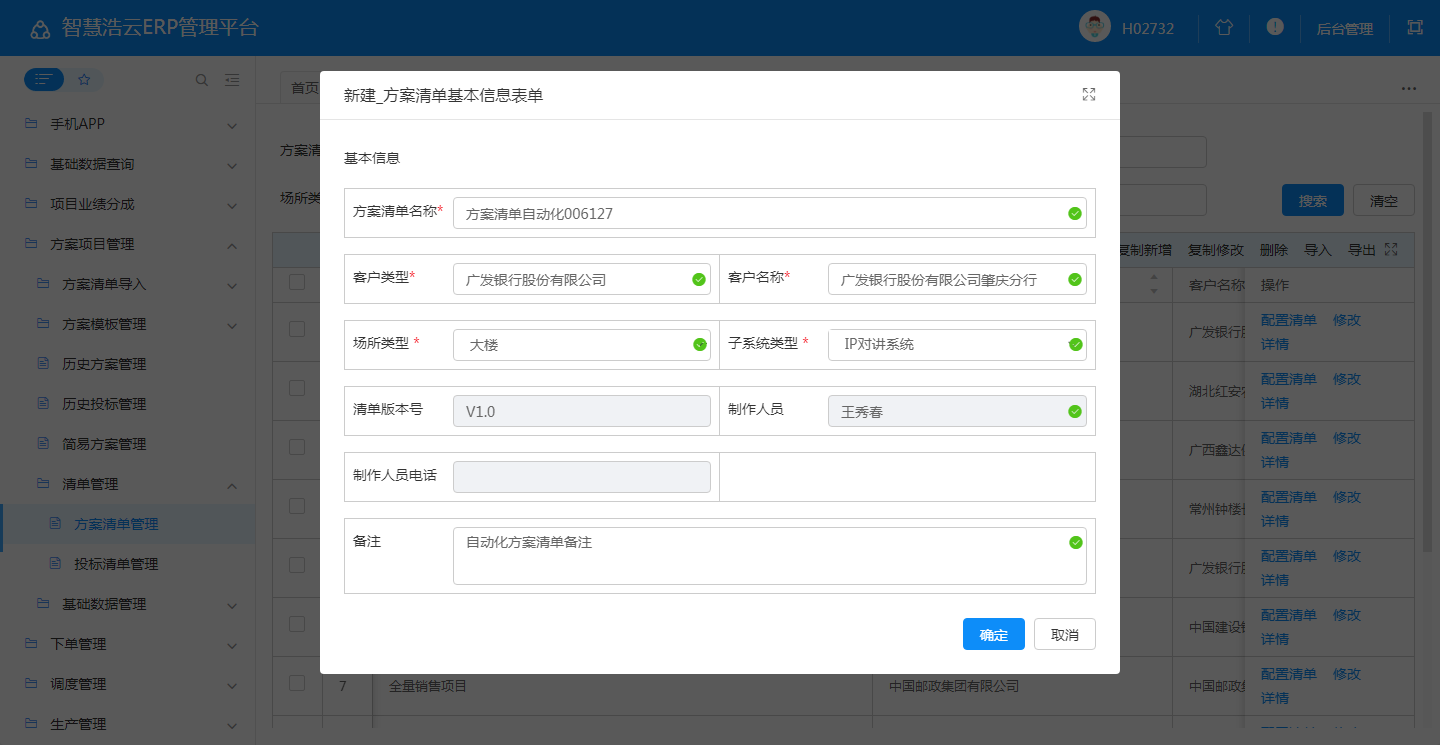 智慧浩云ERP管理平台
H02732
后台管理
首页
手机APP
基础数据查询
项目业绩分成
方案项目管理
方案清单导入
方案模板管理
历史方案管理
历史投标管理
简易方案管理
清单管理
方案清单管理
投标清单管理
基础数据管理
下单管理
调度管理
生产管理
方案清
场所类
搜索 清空
复制新增 复制修改 删除 导入 导出
客户名称 操作
广发银行股 配置清单 修改
详情
湖北红安农 配置清单 修改
详情
广西鑫达保 配置清单 修改
详情
常州钟楼长 配置清单 修改
详情
广发银行股 配置清单 修改
详情
中国建设银 配置清单 修改
详情
7 全量销售项目 中国邮政集团有限公司 中国邮政集 配置清单 修改
详情
新建_方案清单基本信息表单
基本信息
方案清单名称* 方案清单自动化006127
客户类型* 广发银行股份有限公司 客户名称* 广发银行股份有限公司肇庆分行
场所类型 * 大楼 子系统类型 * IP对讲系统
清单版本号 V1.0 制作人员 王秀春
制作人员电话
备注 自动化方案清单备注
确定 取消